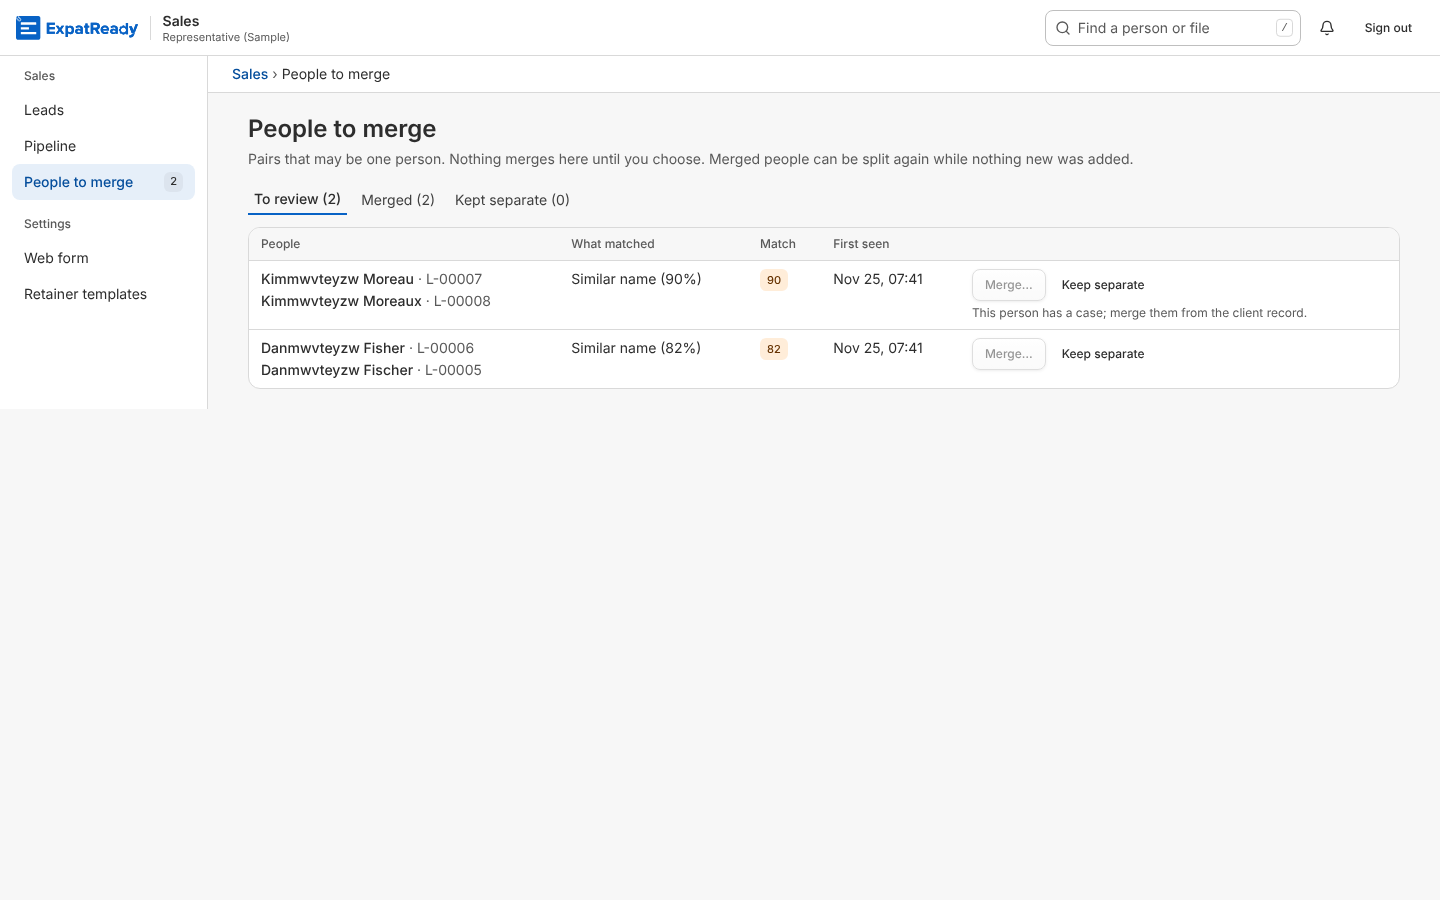 ExpatReady
Sales
Representative (Sample)
Find a person or file
/
Sign out
Sales
Leads
Pipeline
People to merge 2
Settings
Web form
Retainer templates
Sales › People to merge
People to merge
Pairs that may be one person. Nothing merges here until you choose. Merged people can be split again while nothing new was added.
To review (2) Merged (2) Kept separate (0)
People What matched Match First seen
Kimmwvteyzw Moreau · L-00007 Similar name (90%) 90 Nov 25, 07:41 Merge... Keep separate
Kimmwvteyzw Moreaux · L-00008
This person has a case; merge them from the client record.
Danmwvteyzw Fisher · L-00006 Similar name (82%) 82 Nov 25, 07:41 Merge... Keep separate
Danmwvteyzw Fischer · L-00005